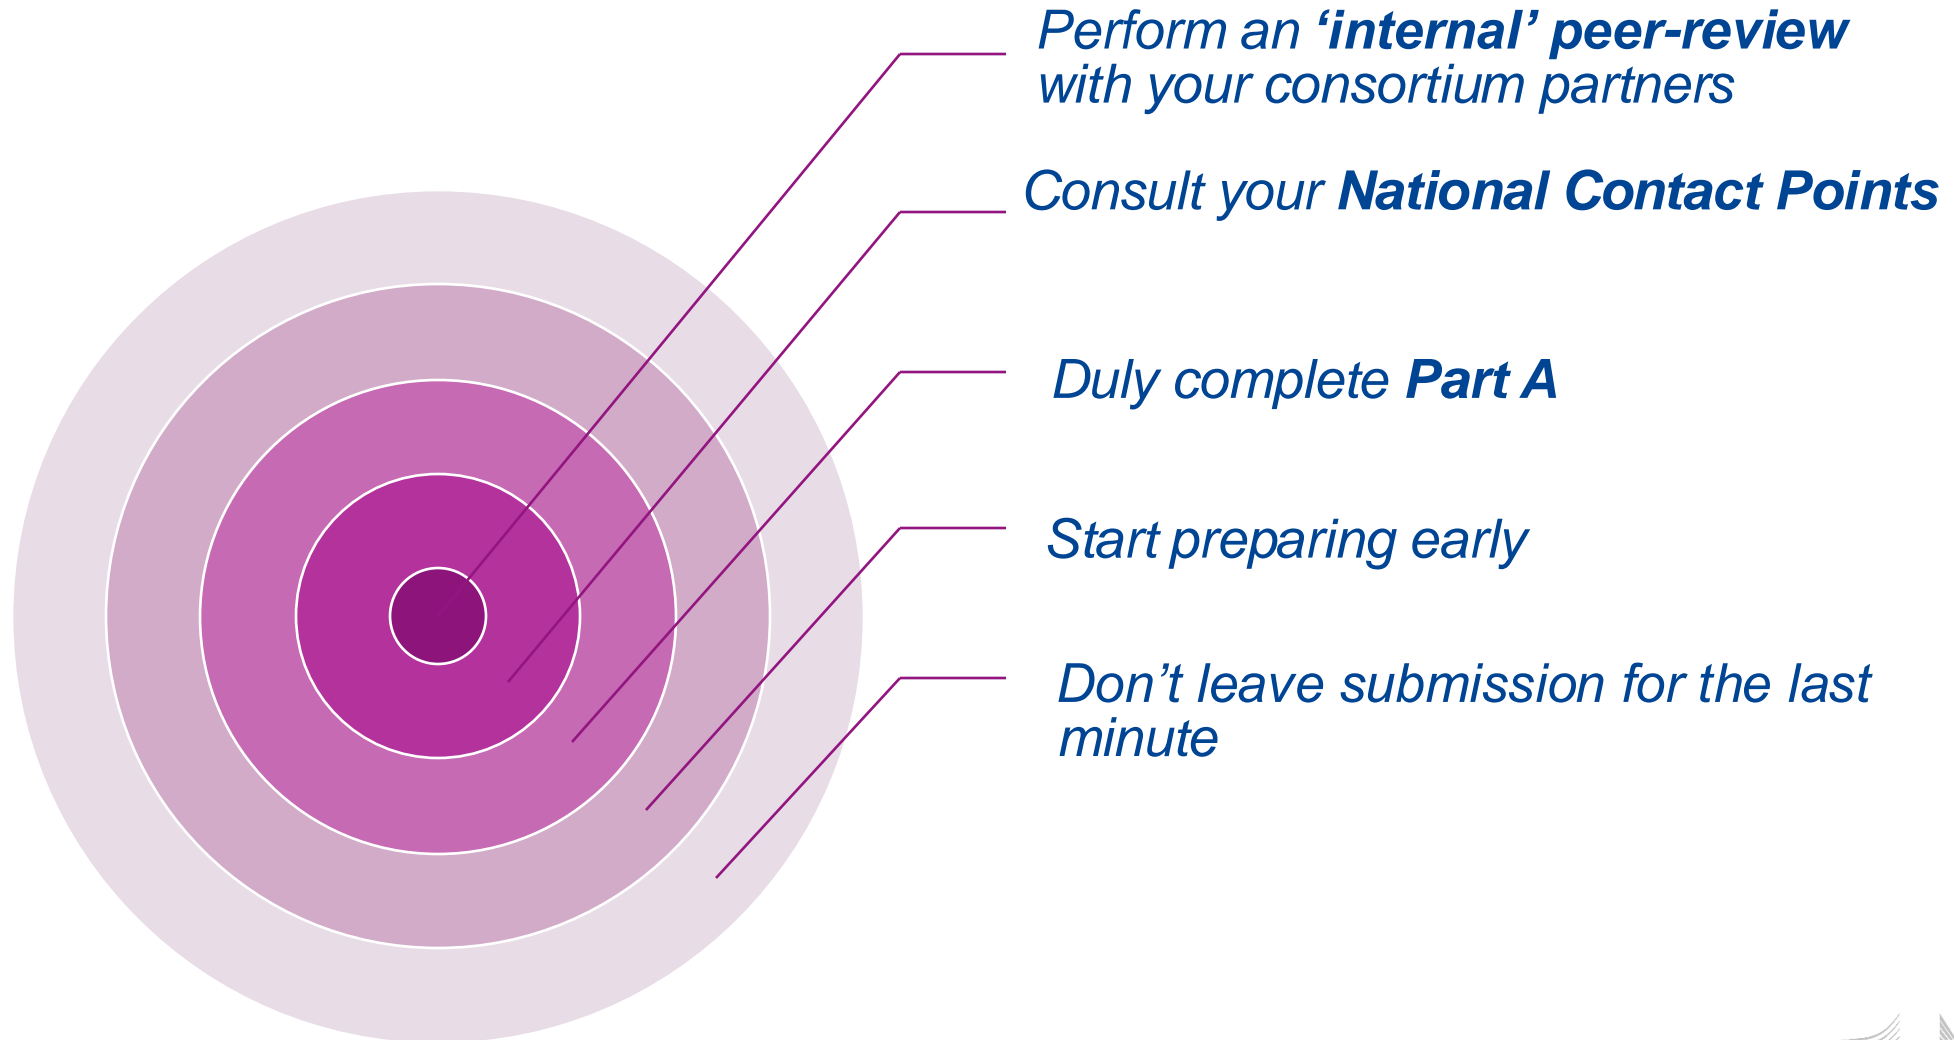 Perform an ‘internal’ peer-review
with your consortium partners
Consult your National Contact Points
Duly complete Part A
Start preparing early
Don’t leave submission for the last
minute